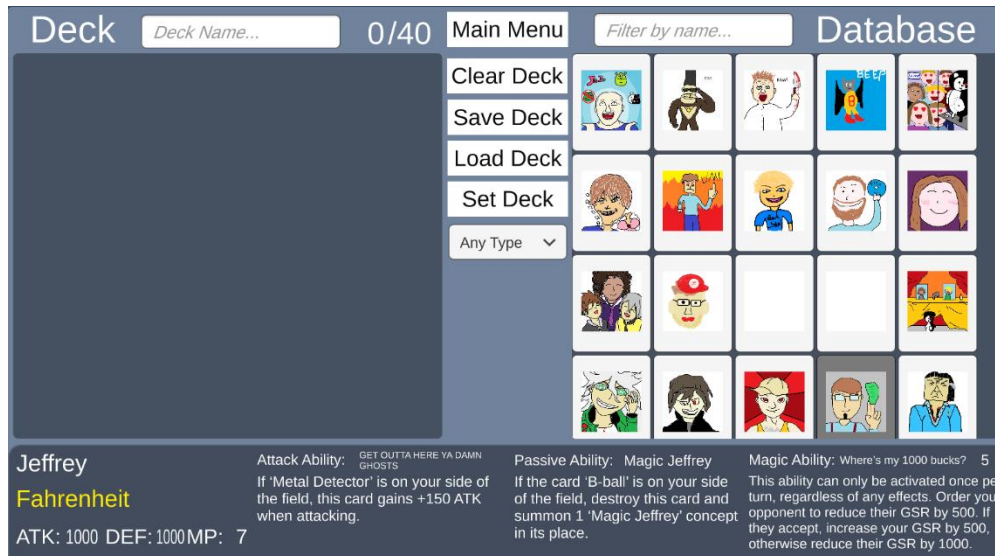 Deck
Deck Name...
0/40
Main Menu
Filter by name...
Database
Clear Deck
Save Deck
Load Deck
Set Deck
Any Type
BEEP
Jeffrey
Fahrenheit
ATK: 1000 DEF: 1000 MP: 7
Attack Ability: GET OUTTA HERE YA DAMN
GHOSTS
If 'Metal Detector' is on your side of
the field, this card gains +150 ATK
when attacking.
Passive Ability: Magic Jeffrey
If the card 'B-ball' is on your side
of the field, destroy this card and
summon 1 'Magic Jeffrey' concept
in its place.
Magic Ability: Where's my 1000 bucks? 5
This ability can only be activated once pe
turn, regardless of any effects. Order you
opponent to reduce their GSR by 500. If
they accept, increase your GSR by 500,
otherwise reduce their GSR by 1000.